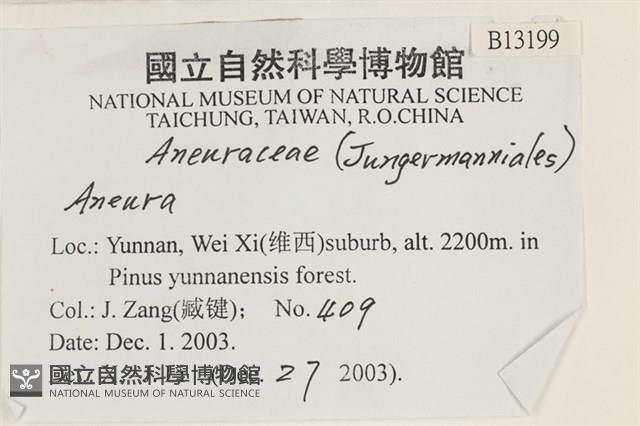 B13199
國立自然科學博物館
NATIONAL MUSEUM OF NATURAL SCIENCE
TAICHUNG, TAIWAN, R.O.CHINA
Aneuraceae (Jungermanniales)
Aneura
Loc.: Yunnan, Wei Xi(维西)suburb, alt. 2200m. in
Pinus yunnanensis forest.
Col.: J. Zang(臧键); No. 409
Date: Dec. 1. 2003.
27 2003).
國立自然科學博物館
NATIONAL MUSEUM OF NATURAL SCIENCE